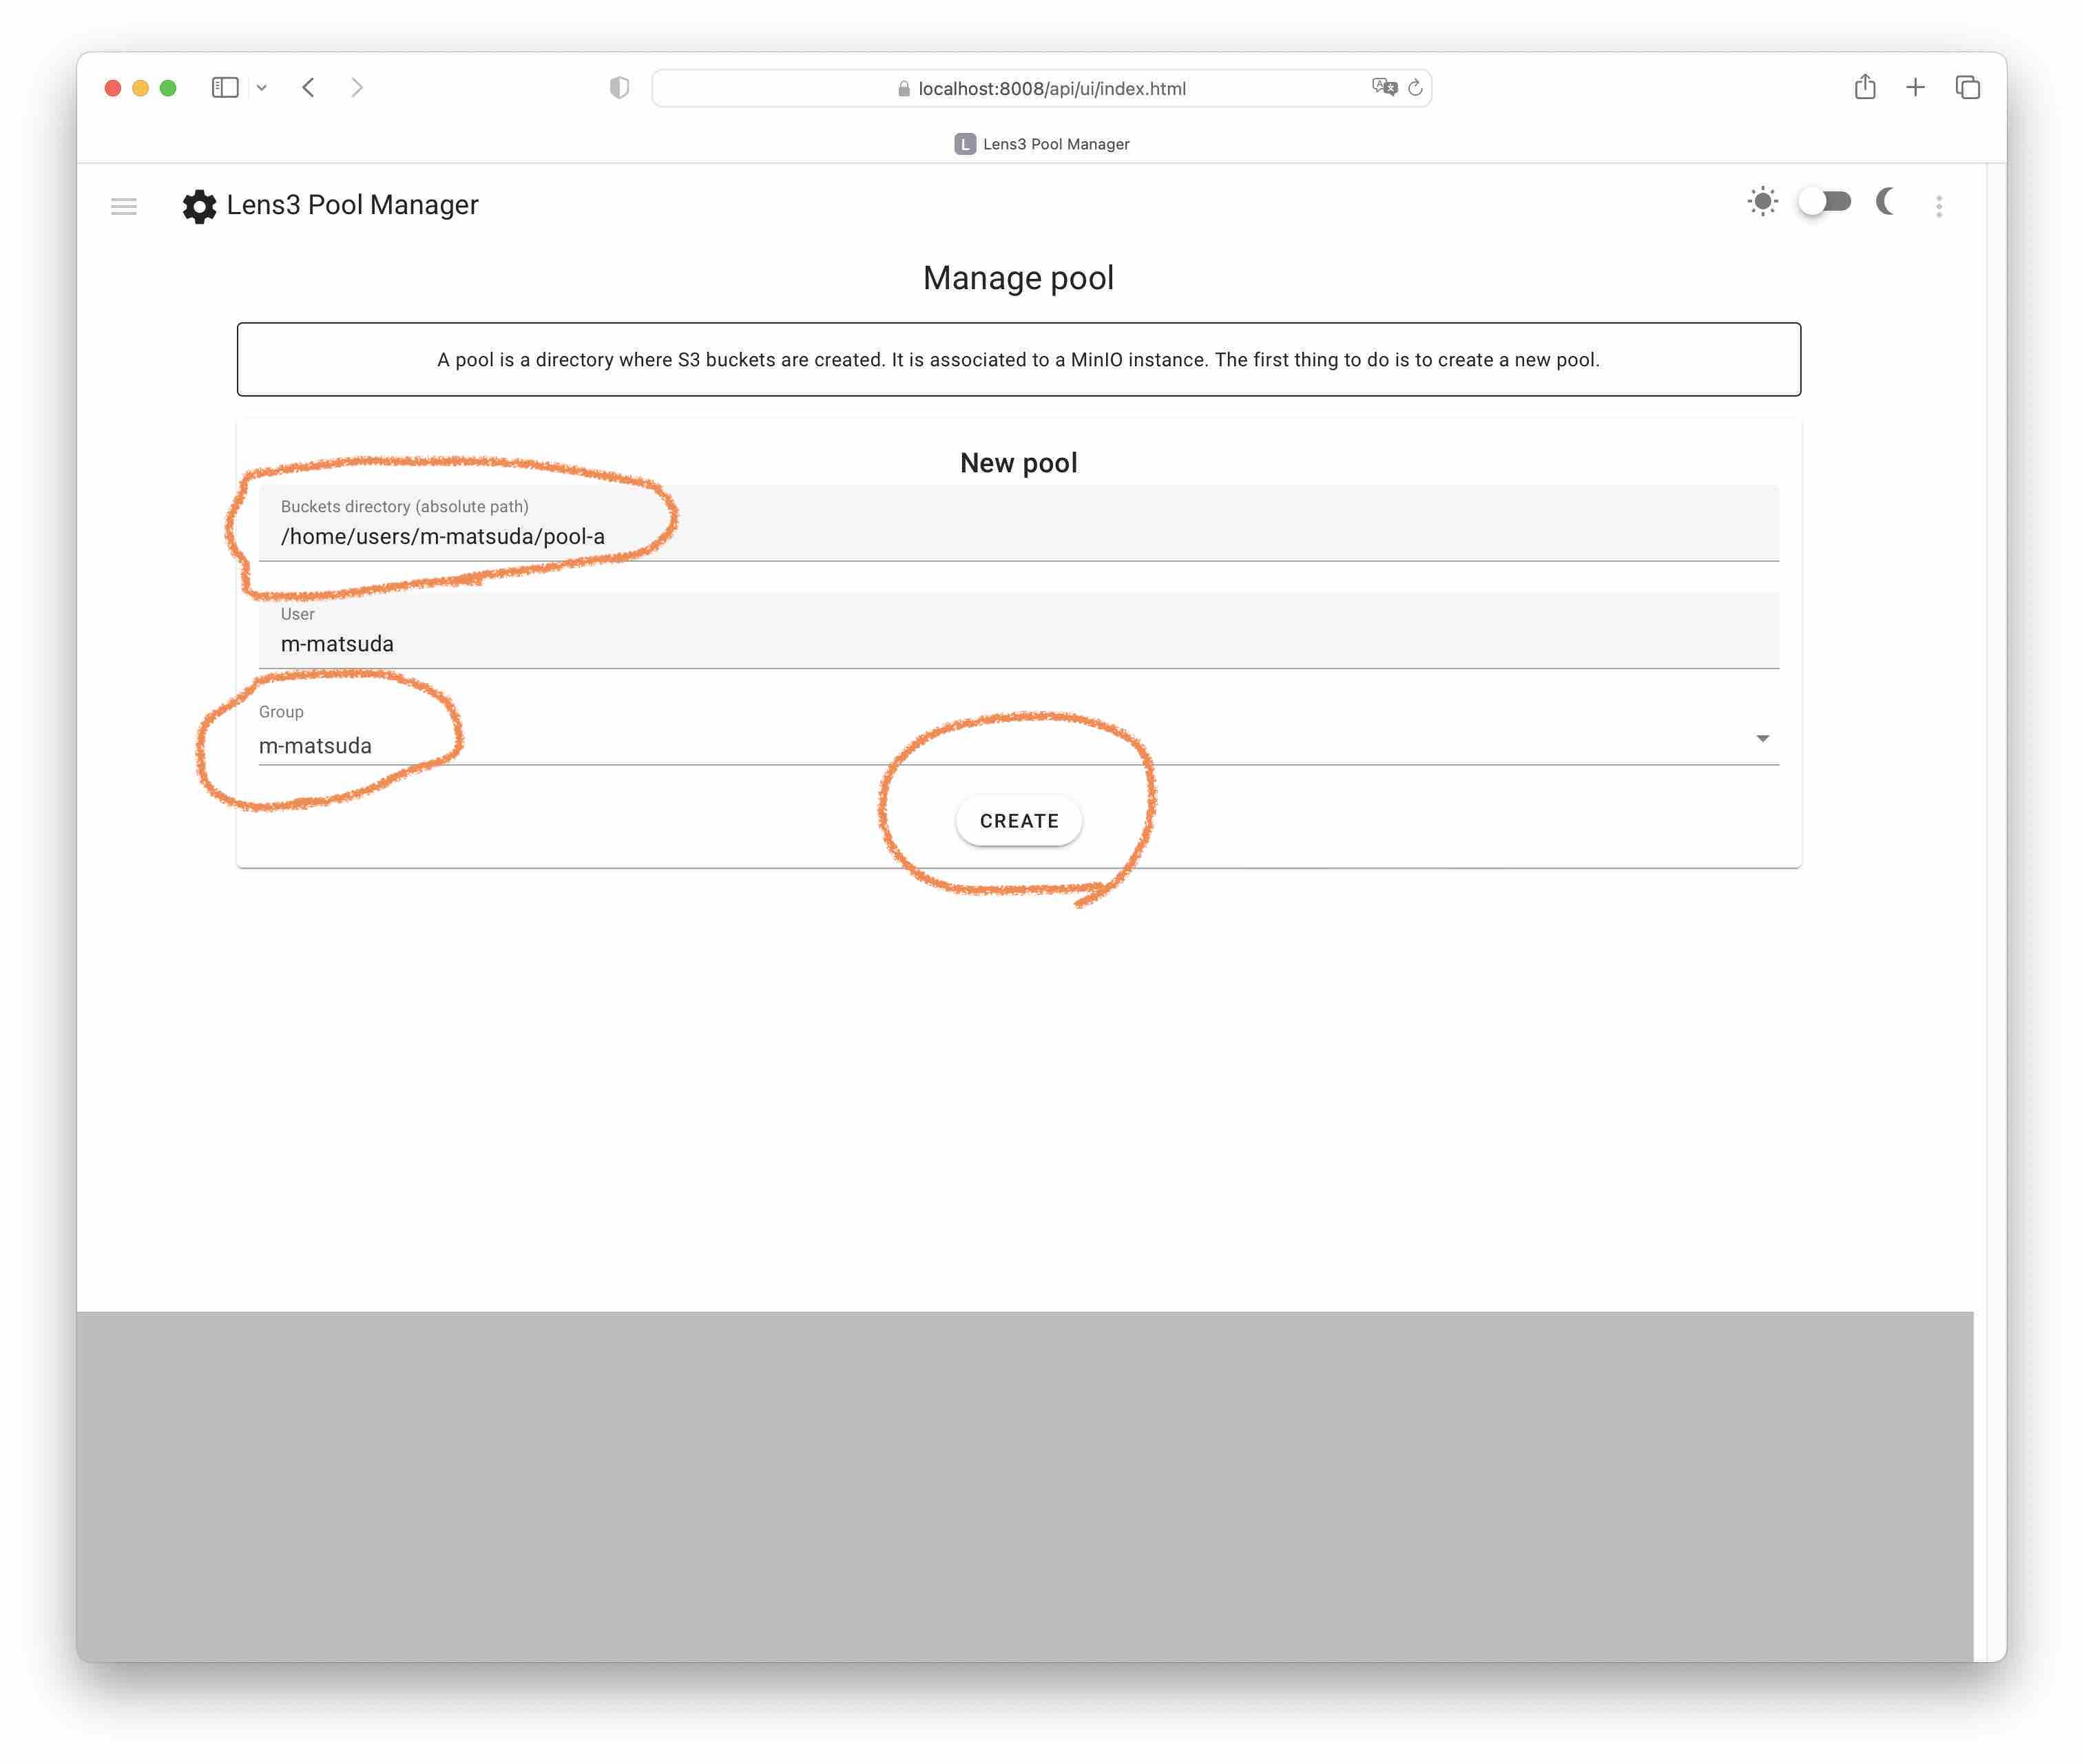 localhost:8008/api/ui/index.html
L Lens3 Pool Manager
Lens3 Pool Manager
Manage pool
A pool is a directory where S3 buckets are created. It is associated to a MinIO instance. The first thing to do is to create a new pool.
New pool
Buckets directory (absolute path)
/home/users/m-matsuda/pool-a
User
m-matsuda
Group
m-matsuda
CREATE